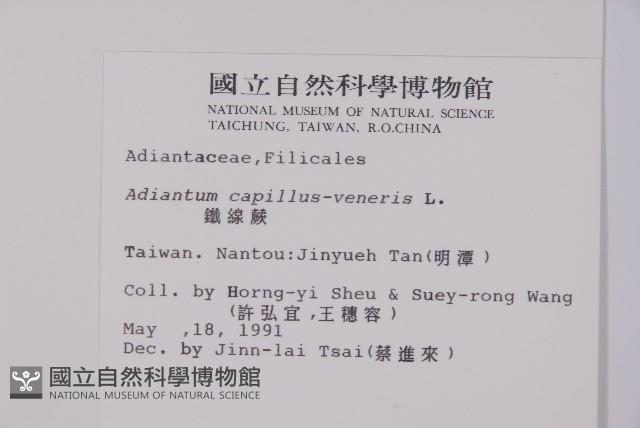 國立自然科學博物館
NATIONAL MUSEUM OF NATURAL SCIENCE
TAICHUNG, TAIWAN, R.O.CHINA
Adiantaceae,Filicales
Adiantum capillus-veneris L.
鐵線蕨
Taiwan. Nantou:Jinyueh Tan(明潭)
Coll. by Horng-yi Sheu & Suey-rong Wang
(許弘宜,王穗容)
May ,18, 1991
Dec. by Jinn-lai Tsai(蔡進來)
國立自然科學博物館
NATIONAL MUSEUM OF NATURAL SCIENCE